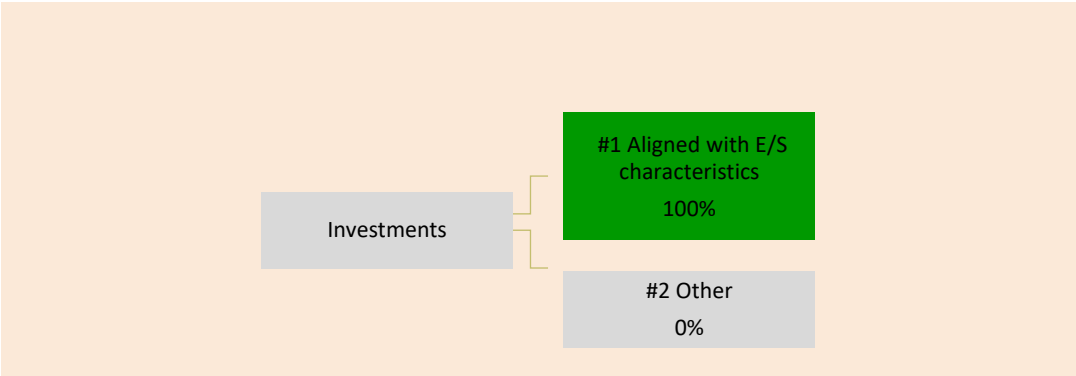 #1 Aligned with E/S
characteristics
100%
Investments
#2 Other
0%